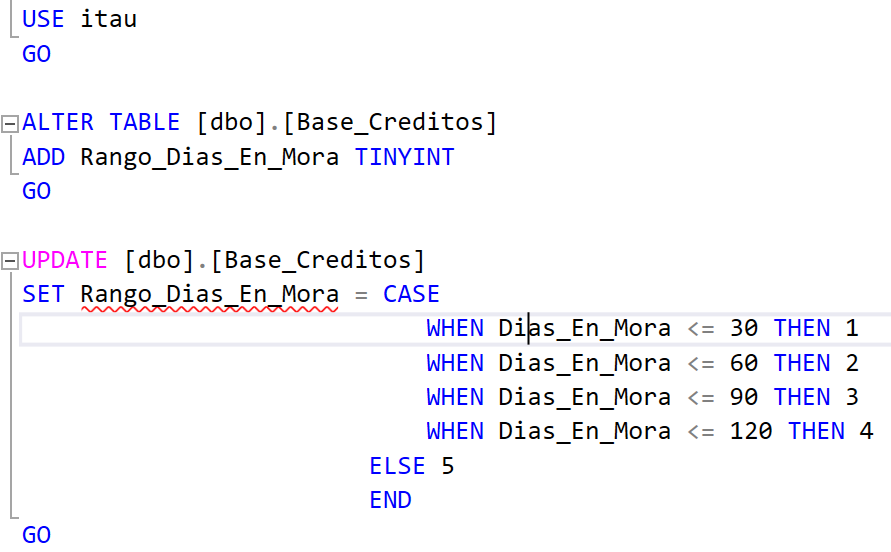 USE itau
GO
ALTER TABLE [dbo].[Base_Creditos]
ADD Rango_Dias_En_Mora TINYINT
GO
UPDATE [dbo].[Base_Creditos]
SET Rango_Dias_En_Mora = CASE
WHEN Dias_En_Mora <= 30 THEN 1
WHEN Dias_En_Mora <= 60 THEN 2
WHEN Dias_En_Mora <= 90 THEN 3
WHEN Dias_En_Mora <= 120 THEN 4
ELSE 5
END
GO